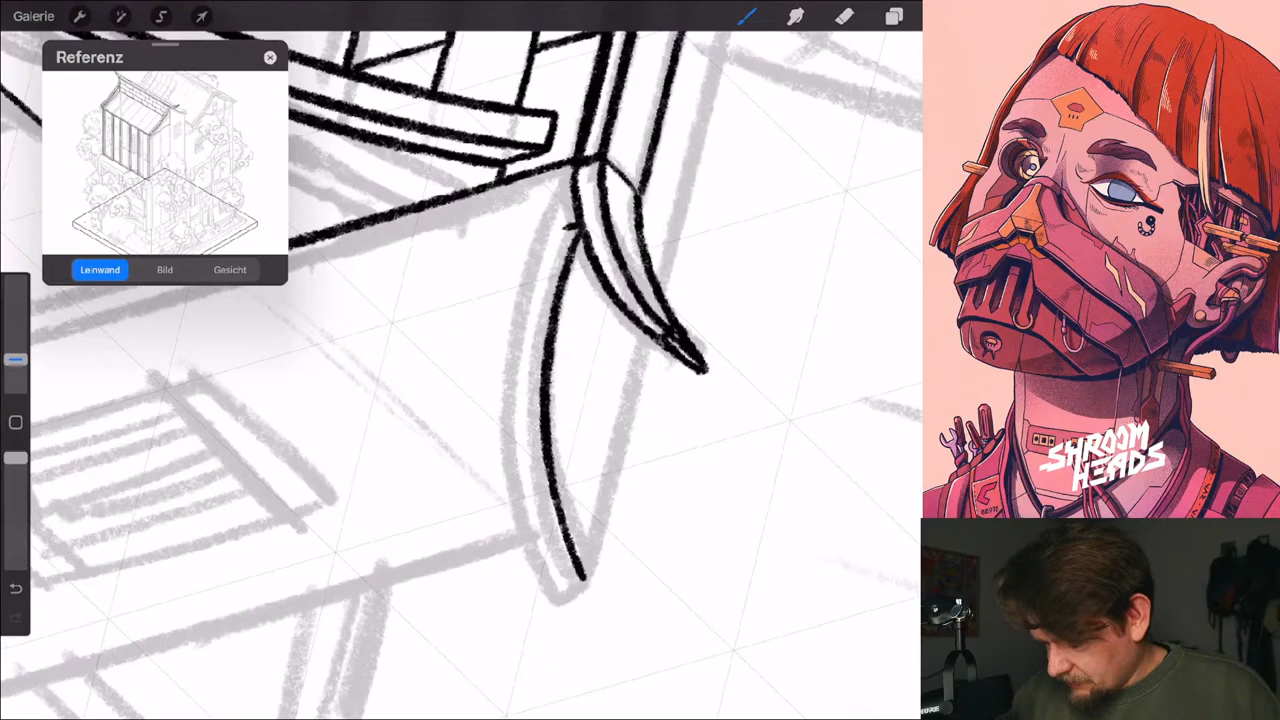 Galerie
Referenz
Leinwand
Bild
Gesicht
SHROOM
HEADS